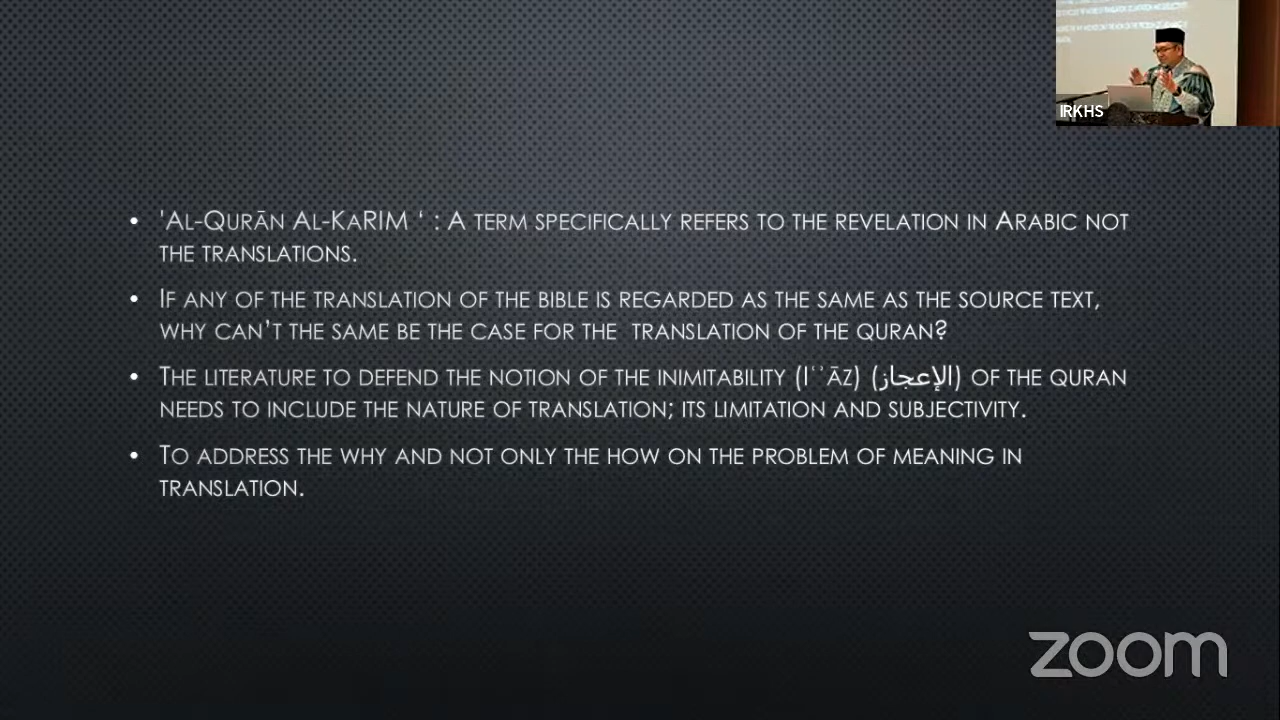 IRKHS
• 'Al-Qurān Al-KaRIM ‘ : A term specifically refers to the revelation in Arabic not
the translations.
• If any of the translation of the bible is regarded as the same as the source text,
why can’t the same be the case for the translation of the quran?
• The literature to defend the notion of the inimitability (Iʿʾāz) (الإعجاز) of the quran
needs to include the nature of translation; its limitation and subjectivity.
• To address the why and not only the how on the problem of meaning in
translation.
zoom